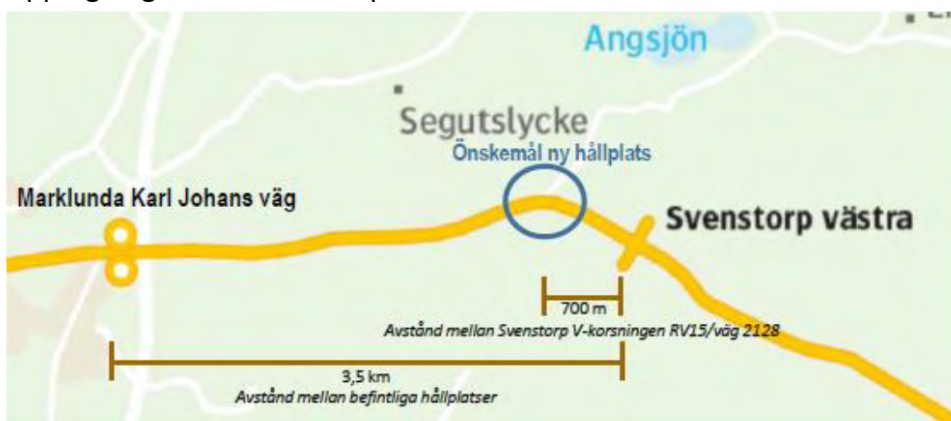 Angsjön
Segutslycke
Önskemål ny hållplats
Marklunda Karl Johans väg
Svenstorp västra
700 m
Avstånd mellan Svenstorp V-korsningen RV15/väg 2128
3,5 km
Avstånd mellan befintliga hållplatser